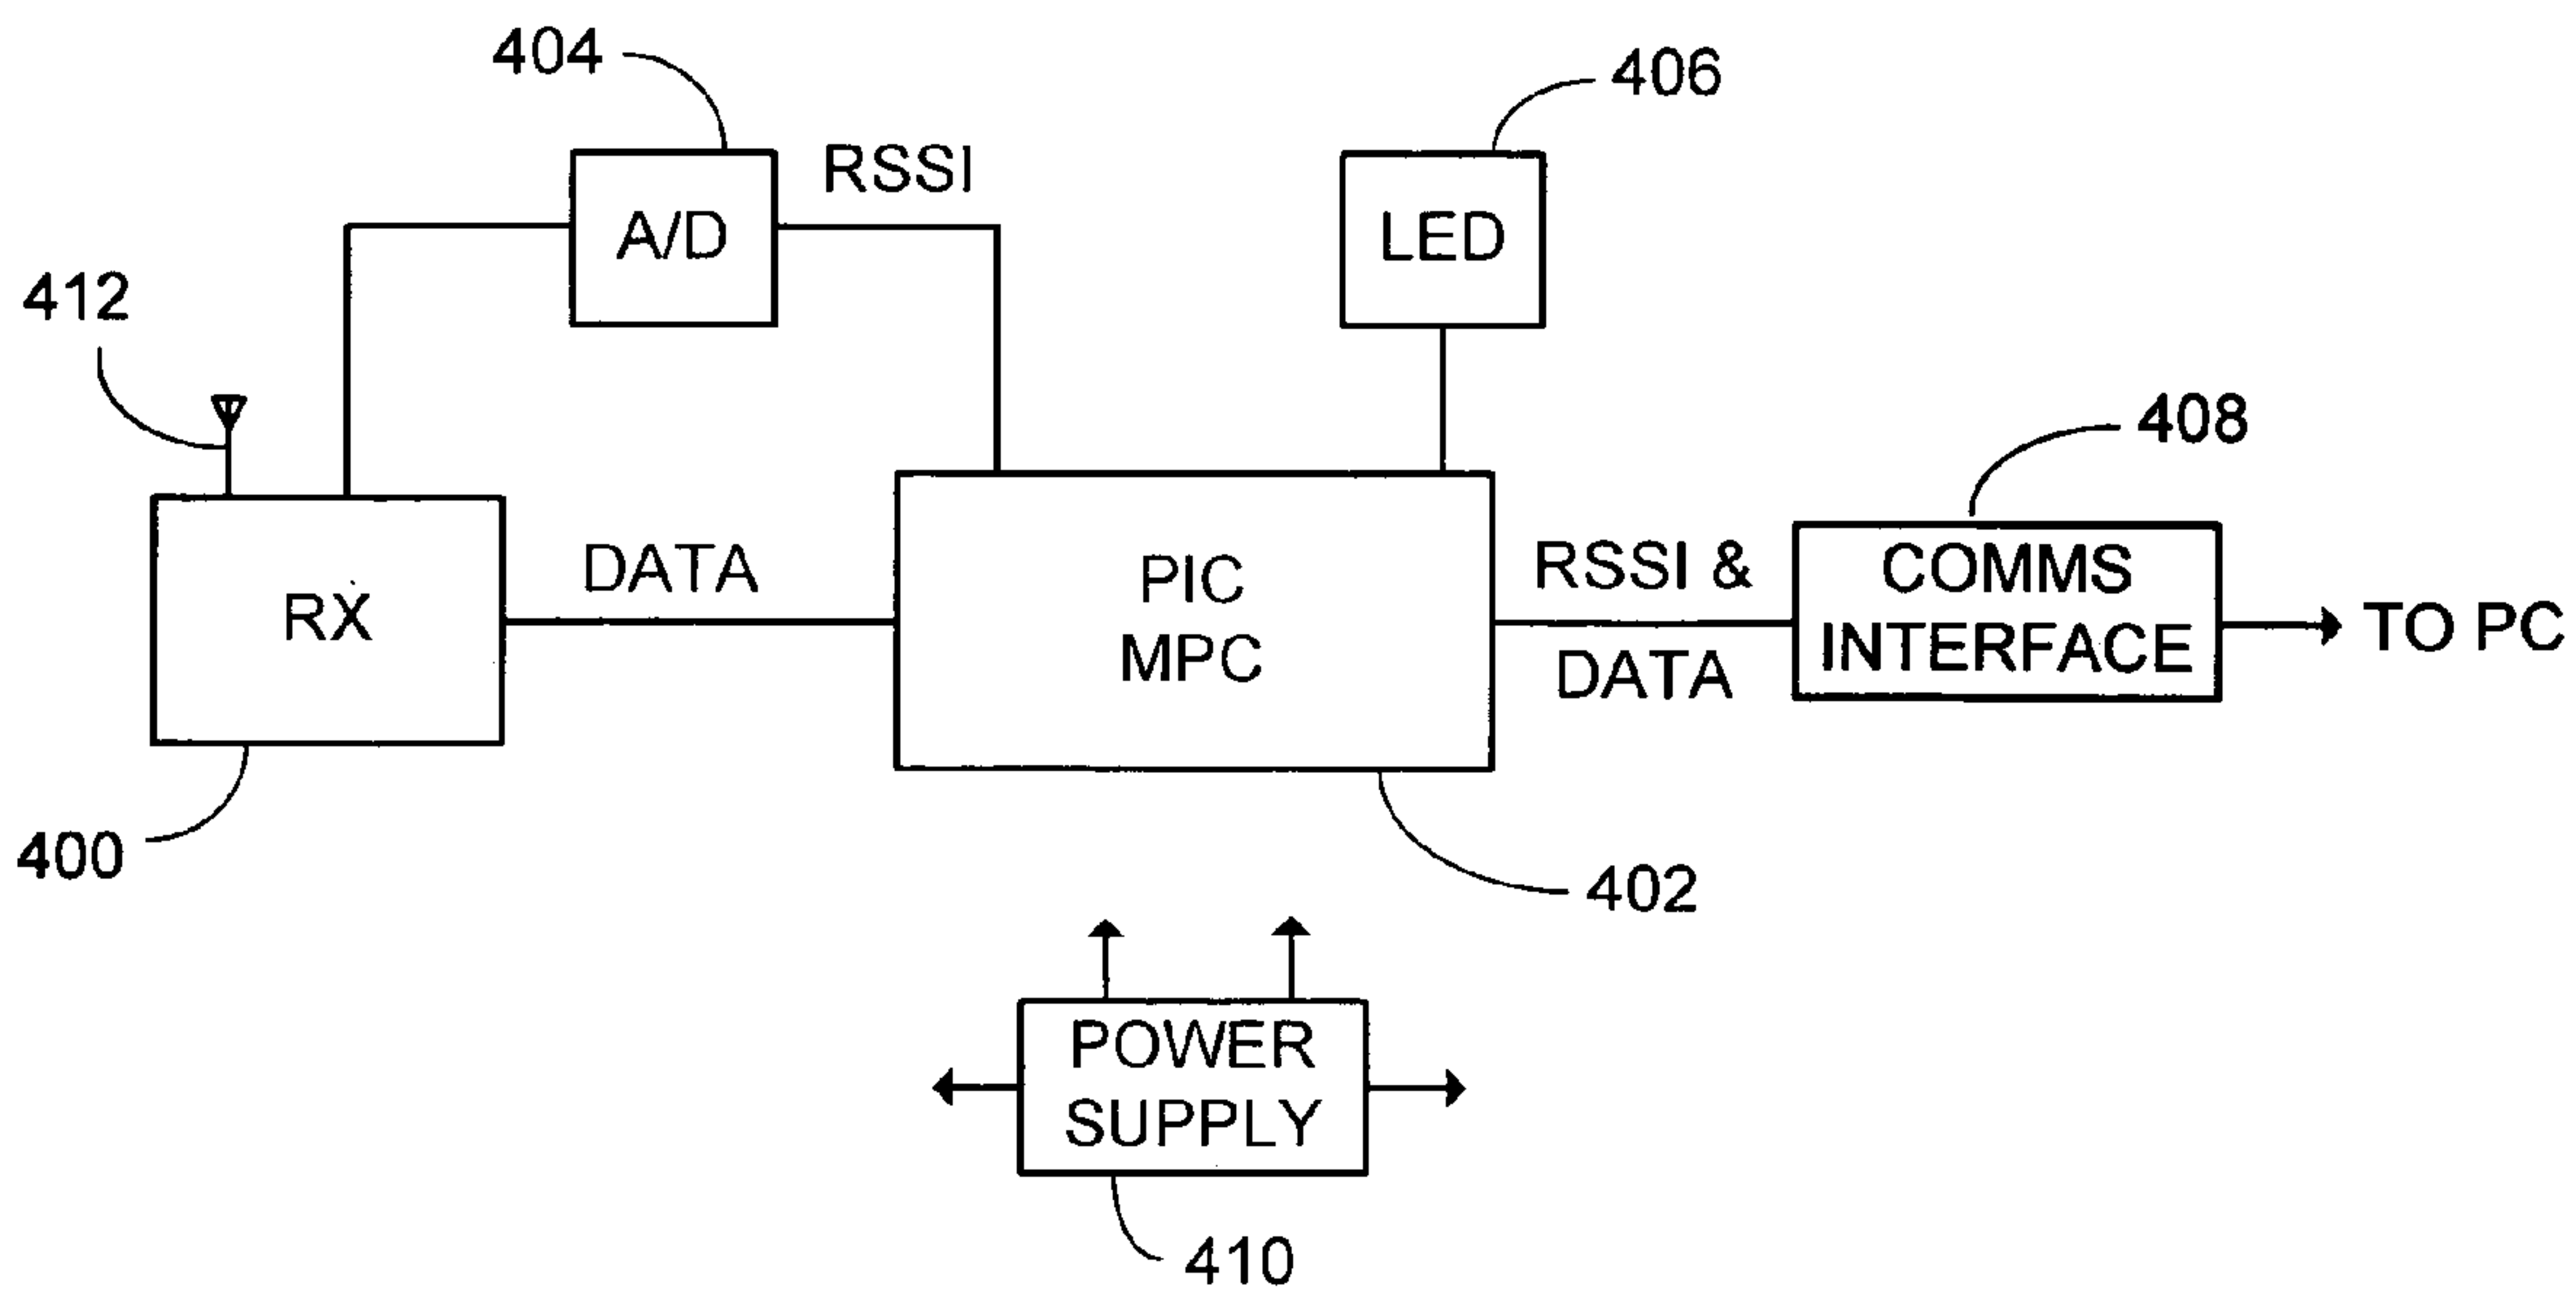 404
406
RSSI
A/D
LED
412
408
DATA
RSSI &
COMMS
PIC
RX
INTERFACE
TO PC
MPC
DATA
400
402
POWER
SUPPLY
410